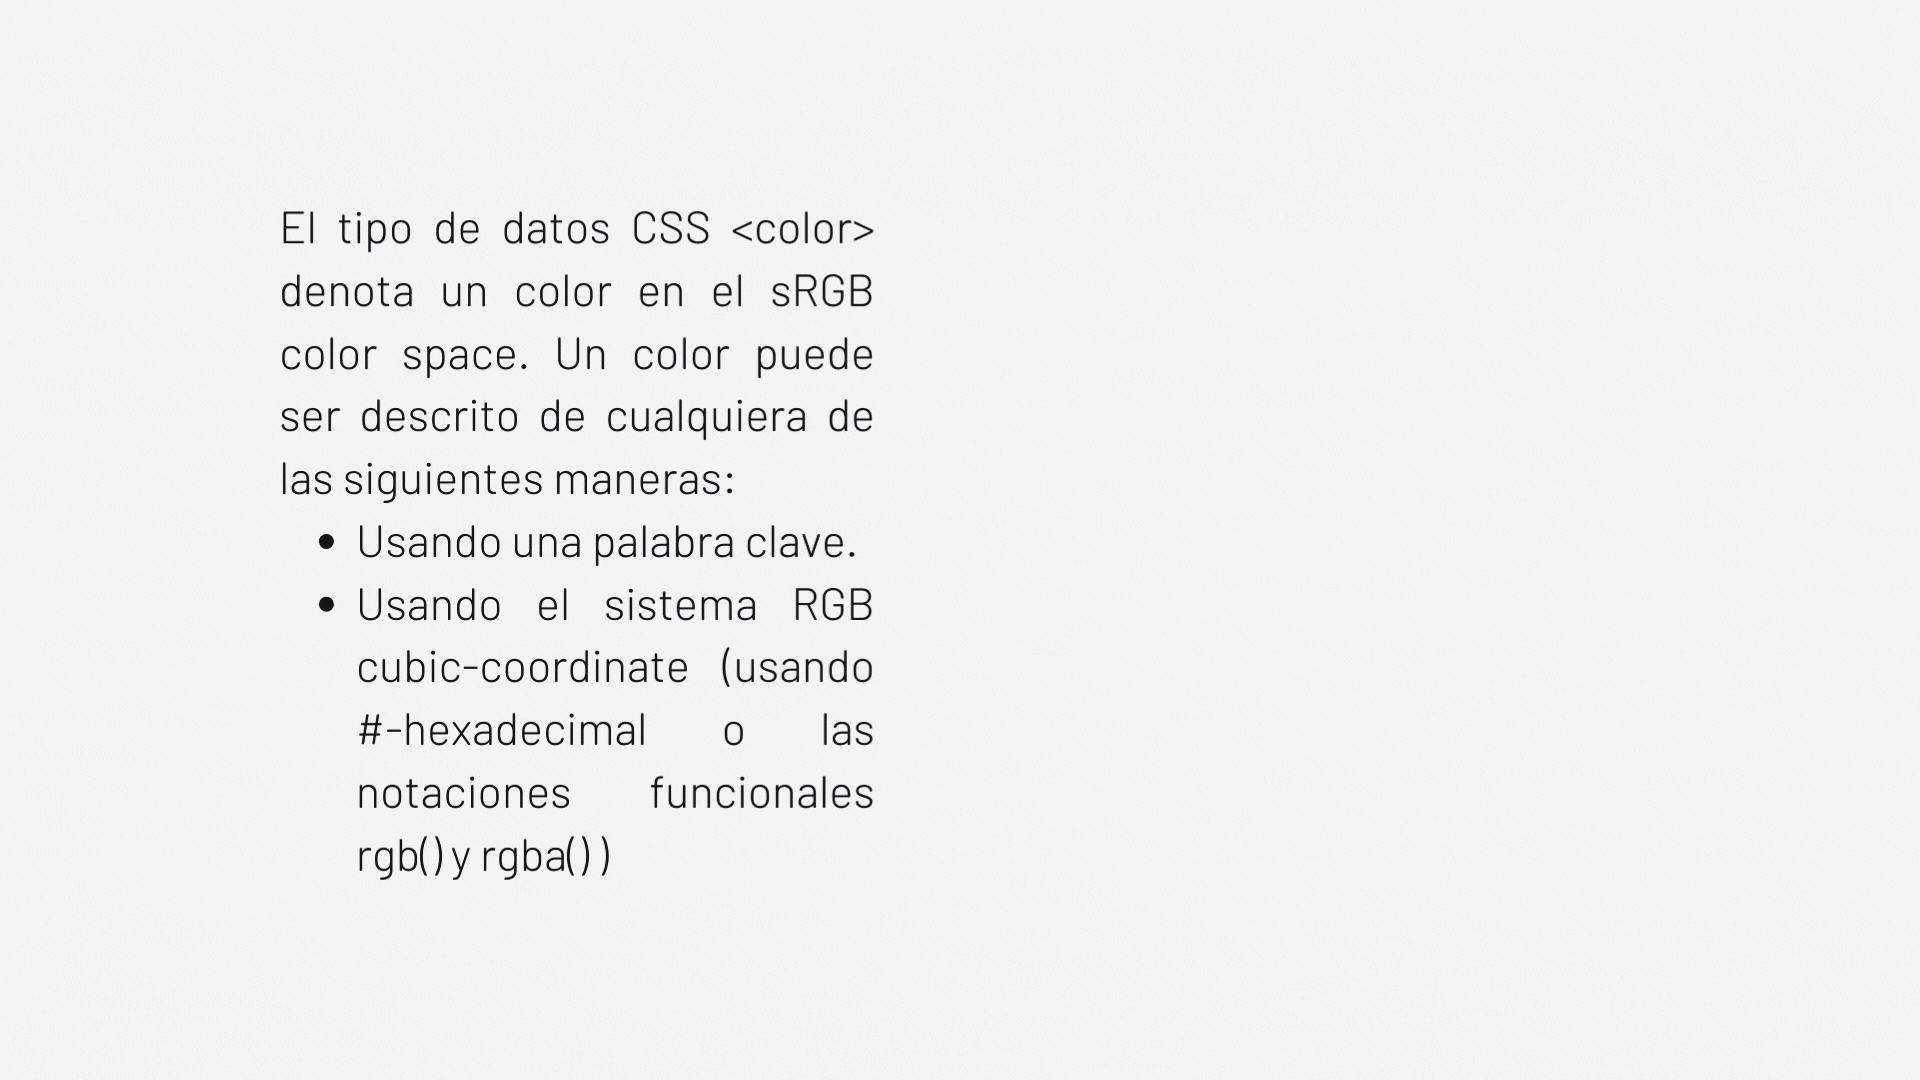 El tipo de datos CSS <color>
denota un color en el sRGB
color space. Un color puede
ser descrito de cualquiera de
las siguientes maneras:
• Usando una palabra clave.
• Usando el sistema RGB
cubic-coordinate (usando
#-hexadecimal o las
notaciones funcionales
rgb() y rgba() )